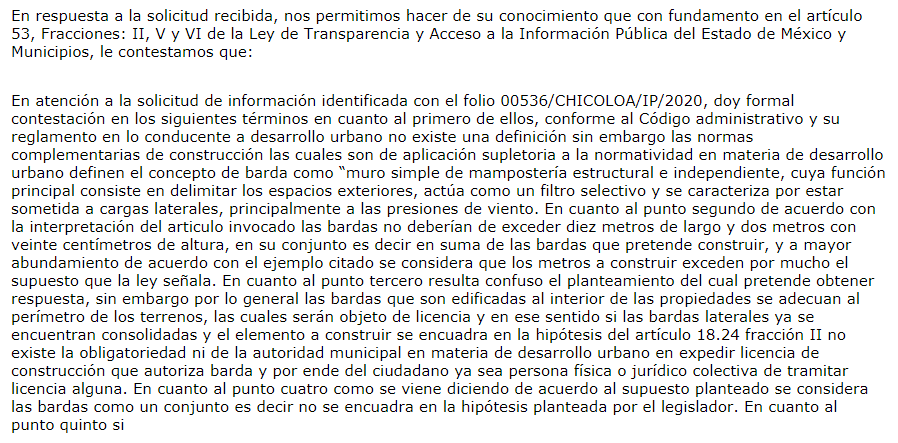 En respuesta a la solicitud recibida, nos permitimos hacer de su conocimiento que con fundamento en el artículo
53, Fracciones: II, V y VI de la Ley de Transparencia y Acceso a la Información Pública del Estado de México y
Municipios, le contestamos que:
En atención a la solicitud de información identificada con el folio 00536/CHICOLOA/IP/2020, doy formal
contestación en los siguientes términos en cuanto al primero de ellos, conforme al Código administrativo y su
reglamento en lo conducente a desarrollo urbano no existe una definición sin embargo las normas
complementarias de construcción las cuales son de aplicación supletoria a la normatividad en materia de desarrollo
urbano definen el concepto de barda como “muro simple de mampostería estructural e independiente, cuya función
principal consiste en delimitar los espacios exteriores, actúa como un filtro selectivo y se caracteriza por estar
sometida a cargas laterales, principalmente a las presiones de viento. En cuanto al punto segundo de acuerdo con
la interpretación del articulo invocado las bardas no deberían de exceder diez metros de largo y dos metros con
veinte centímetros de altura, en su conjunto es decir en suma de las bardas que pretende construir, y a mayor
abundamiento de acuerdo con el ejemplo citado se considera que los metros a construir exceden por mucho el
supuesto que la ley señala. En cuanto al punto tercero resulta confuso el planteamiento del cual pretende obtener
respuesta, sin embargo por lo general las bardas que son edificadas al interior de las propiedades se adecuan al
perímetro de los terrenos, las cuales serán objeto de licencia y en ese sentido si las bardas laterales ya se
encuentran consolidadas y el elemento a construir se encuadra en la hipótesis del artículo 18.24 fracción II no
existe la obligatoriedad ni de la autoridad municipal en materia de desarrollo urbano en expedir licencia de
construcción que autoriza barda y por ende del ciudadano ya sea persona física o jurídico colectiva de tramitar
licencia alguna. En cuanto al punto cuatro como se viene diciendo de acuerdo al supuesto planteado se considera
las bardas como un conjunto es decir no se encuadra en la hipótesis planteada por el legislador. En cuanto al
punto quinto si